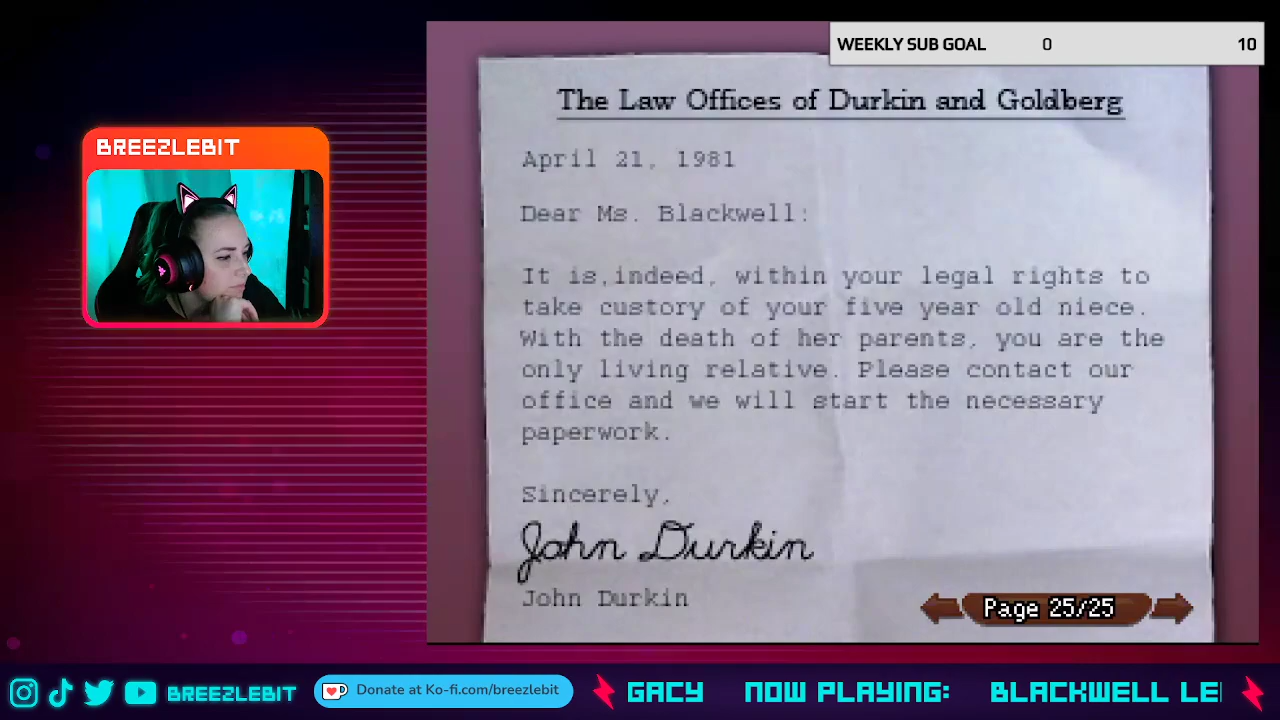 WEEKLY SUB GOAL 0 10
BREEZLEBIT
The Law Offices of Durkin and Goldberg
April 21, 1981
Dear Ms. Blackwell:
It is,indeed, within your legal rights to
take custory of your five year old niece.
With the death of her parents, you are the
only living relative. Please contact our
office and we will start the necessary
paperwork.
Sincerely,
John Durkin
John Durkin
Page 25/25
BREEZLEBIT
Donate at Ko-fi.com/breezlebit
GACY NOW PLAYING: BLACKWELL LE